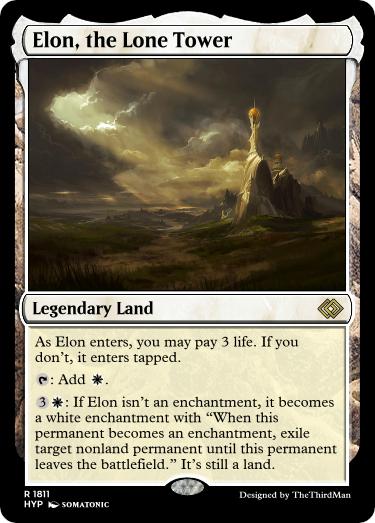 Elon, the Lone Tower
Legendary Land
As Elon enters, you may pay 3 life. If you
don't, it enters tapped.
: Add .
3 : If Elon isn't an enchantment, it becomes
a white enchantment with “When this
permanent becomes an enchantment, exile
target nonland permanent until this permanent
leaves the battlefield.” It's still a land.
R 1811
HYP SOMATONIC
Designed by TheThirdMan